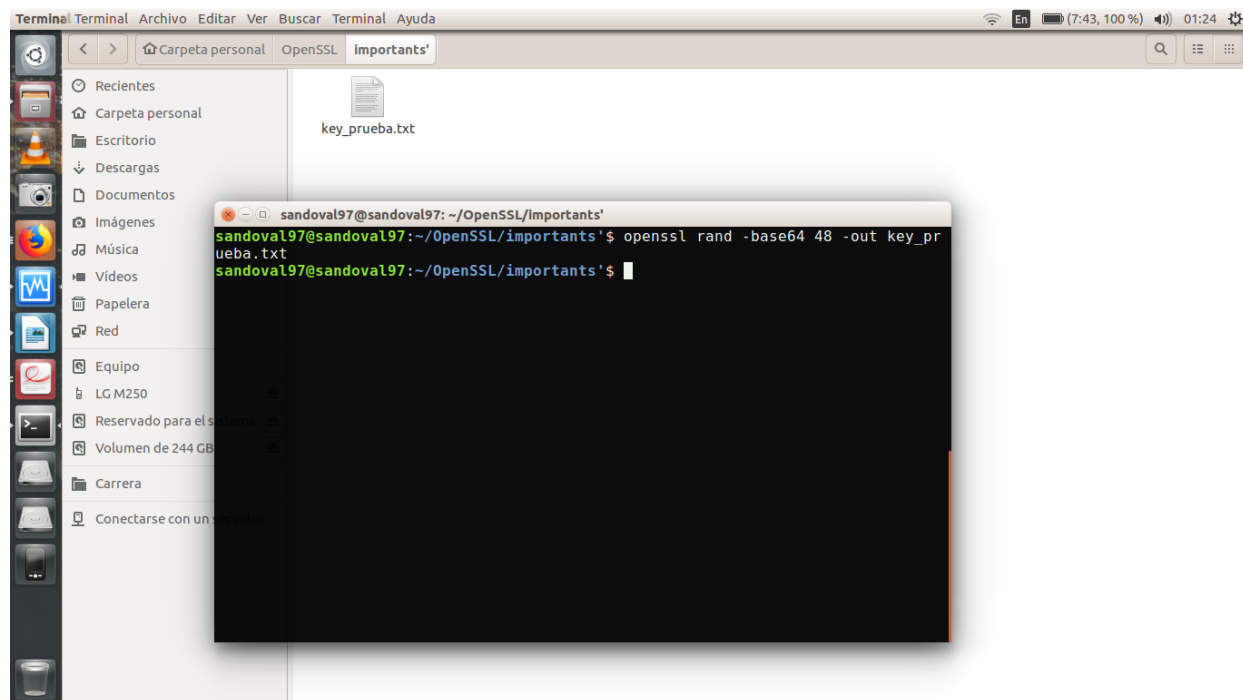 Terminal Terminal Archivo Editar Ver Buscar Terminal Ayuda En (7:43, 100 %) 01:24
Carpeta personal OpenSSL importants'
Recientes
Carpeta personal
Escritorio
Descargas
Documentos
Imágenes
Música
Vídeos
Papelera
Red
Equipo
LG M250
Reservado para el sistema
Volumen de 244 GB
Carrera
Conectarse con un servidor
key_prueba.txt
sandoval97@sandoval97: ~/OpenSSL/importants'
sandoval97@sandoval97:~/OpenSSL/importants'$ openssl rand -base64 48 -out key_pr
ueba.txt
sandoval97@sandoval97:~/OpenSSL/importants'$